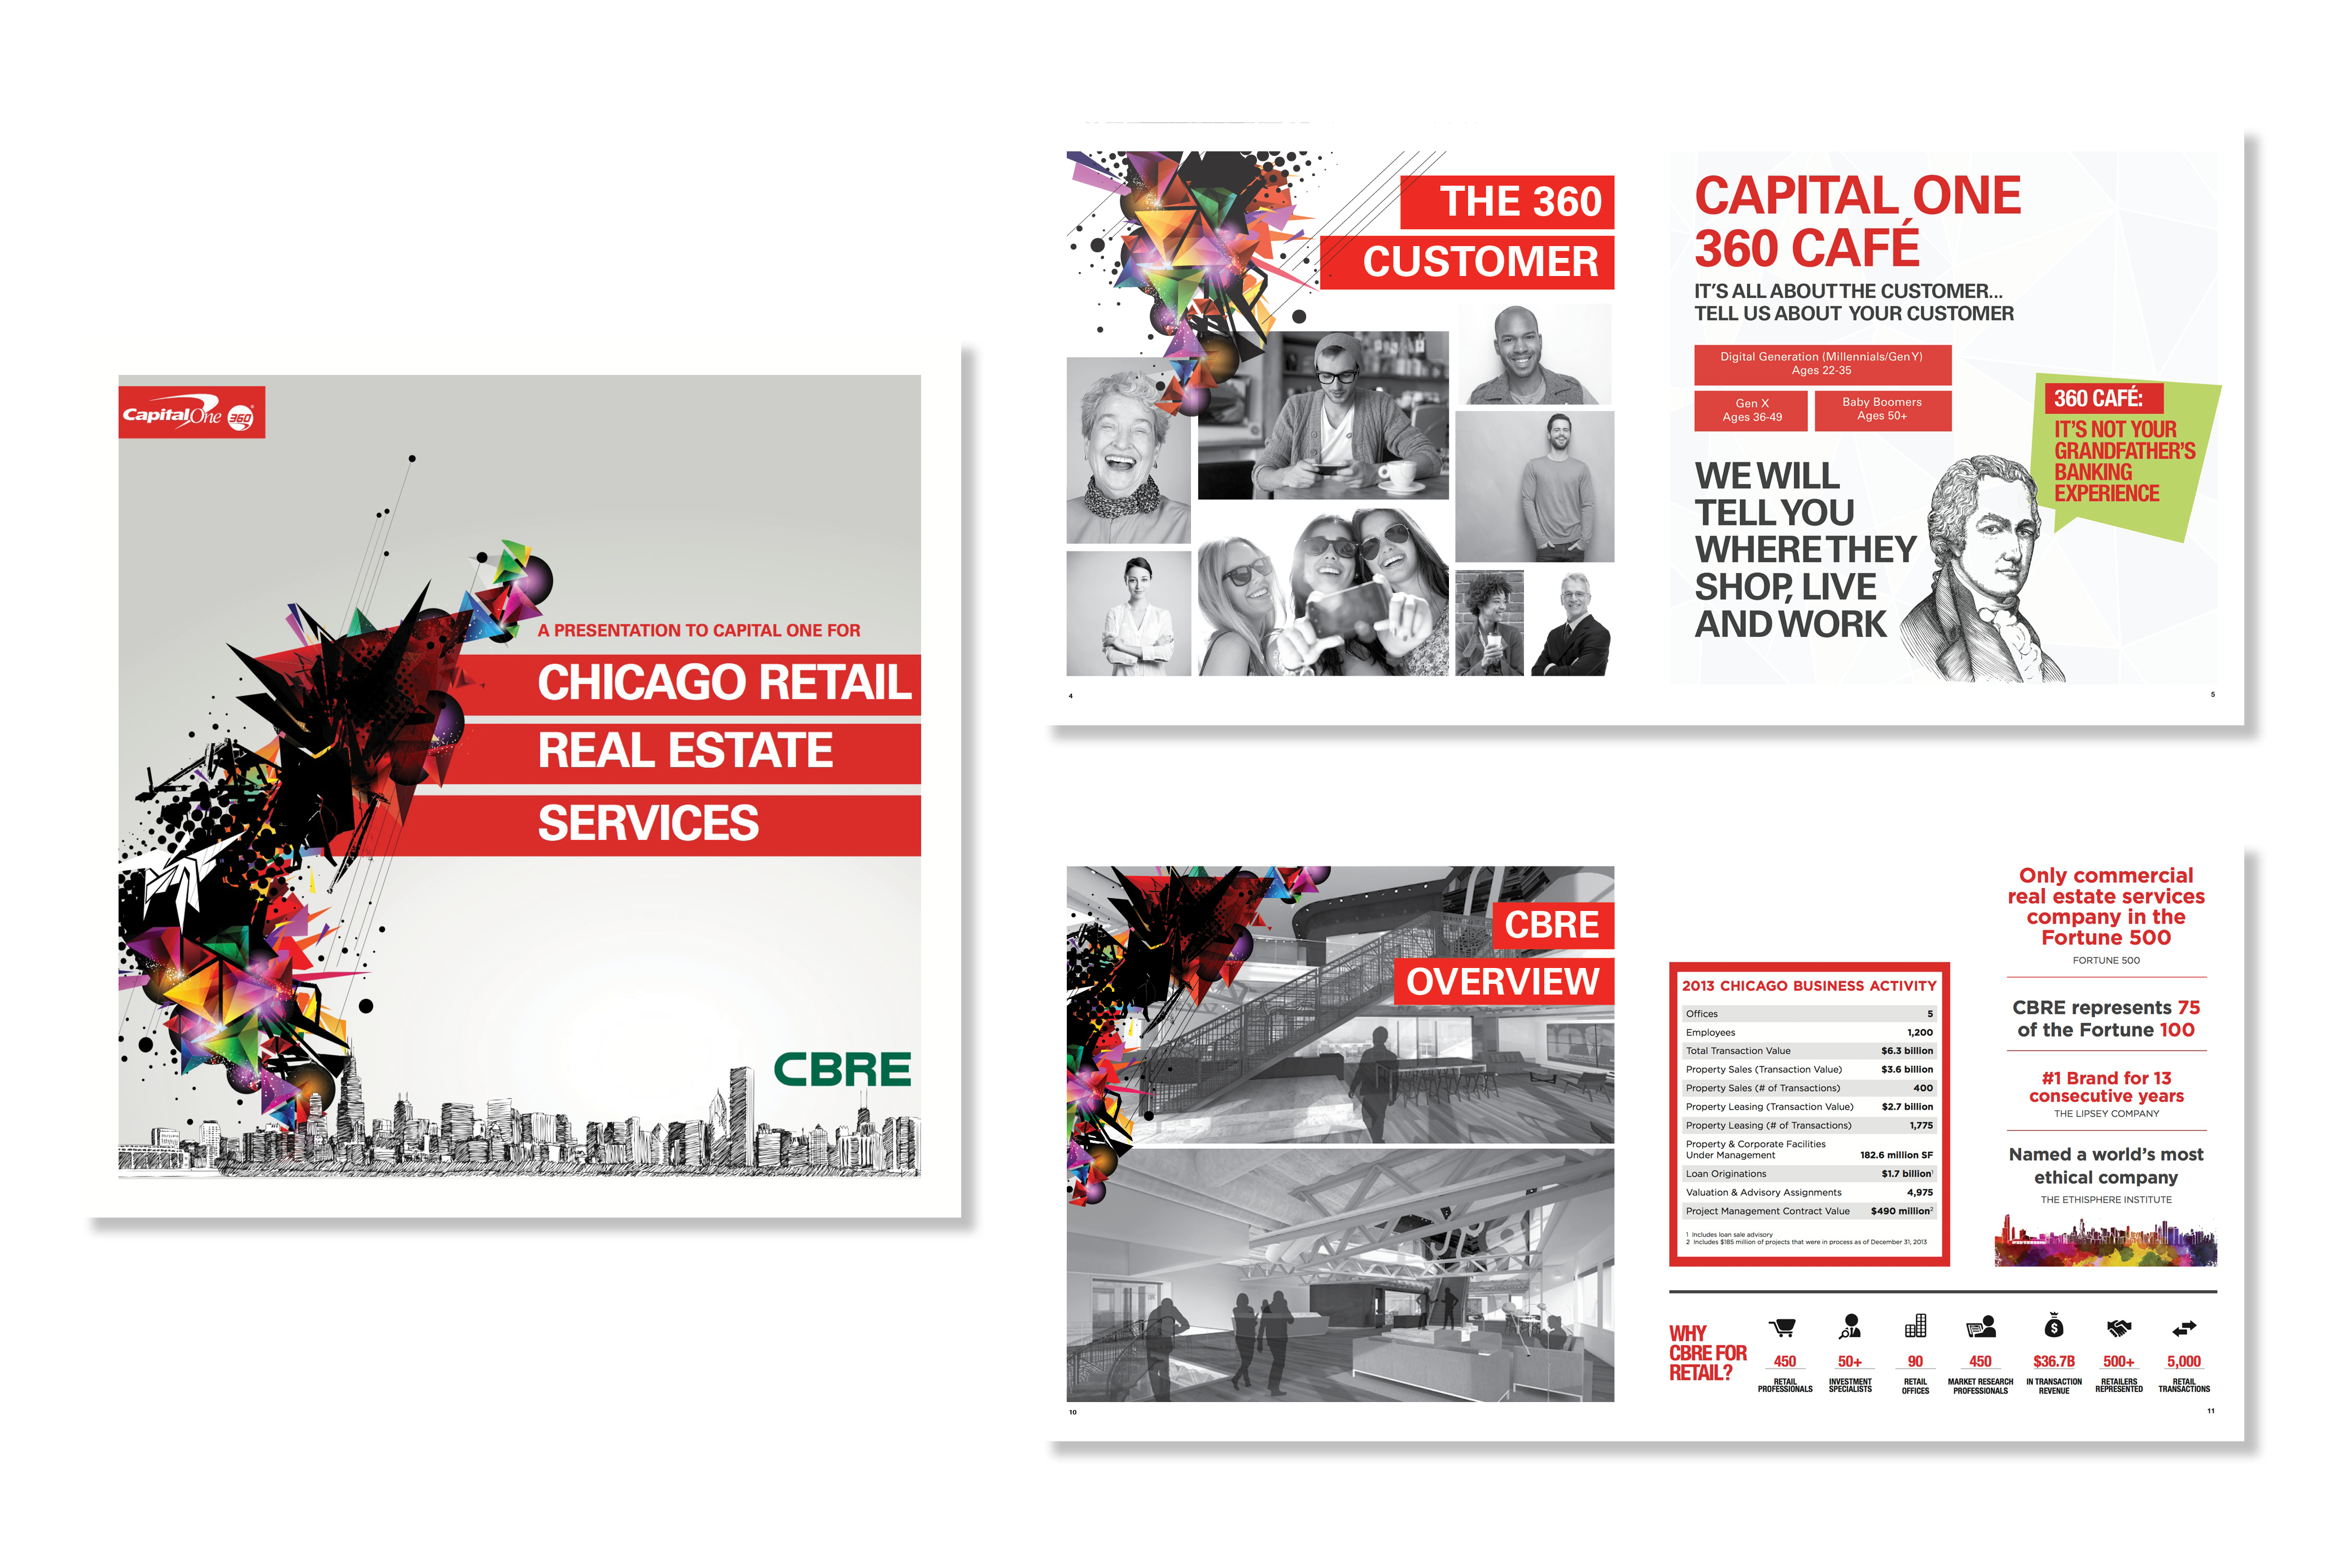 CapitalOne 360®
A PRESENTATION TO CAPITAL ONE FOR
CHICAGO RETAIL
REAL ESTATE
SERVICES
CBRE
THE 360
CUSTOMER
4
CAPITAL ONE
360 CAFÉ
IT'S ALL ABOUT THE CUSTOMER...
TELL US ABOUT YOUR CUSTOMER
Digital Generation (Millennials/Gen Y)
Ages 22-35
Gen X
Ages 36-49
Baby Boomers
Ages 50+
WE WILL
TELL YOU
WHERE THEY
SHOP, LIVE
AND WORK
360 CAFÉ:
IT'S NOT YOUR
GRANDFATHER'S
BANKING
EXPERIENCE
5
CBRE
OVERVIEW
10
2013 CHICAGO BUSINESS ACTIVITY
Offices 5
Employees 1,200
Total Transaction Value $6.3 billion
Property Sales (Transaction Value) $3.6 billion
Property Sales (# of Transactions) 400
Property Leasing (Transaction Value) $2.7 billion
Property Leasing (# of Transactions) 1,775
Property & Corporate Facilities
Under Management 182.6 million SF
Loan Originations $1.7 billion¹
Valuation & Advisory Assignments 4,975
Project Management Contract Value $490 million²
1 Includes loan sale advisory
2 Includes $185 million of projects that were in process as of December 31, 2013
Only commercial
real estate services
company in the
Fortune 500
FORTUNE 500
CBRE represents 75
of the Fortune 100
#1 Brand for 13
consecutive years
THE LIPSEY COMPANY
Named a world's most
ethical company
THE ETHISPHERE INSTITUTE
WHY
CBRE FOR
RETAIL?
$
450
RETAIL
PROFESSIONALS
50+
INVESTMENT
SPECIALISTS
90
RETAIL
OFFICES
450
MARKET RESEARCH
PROFESSIONALS
$36.7B
IN TRANSACTION
REVENUE
500+
RETAILERS
REPRESENTED
5,000
RETAIL
TRANSACTIONS
11